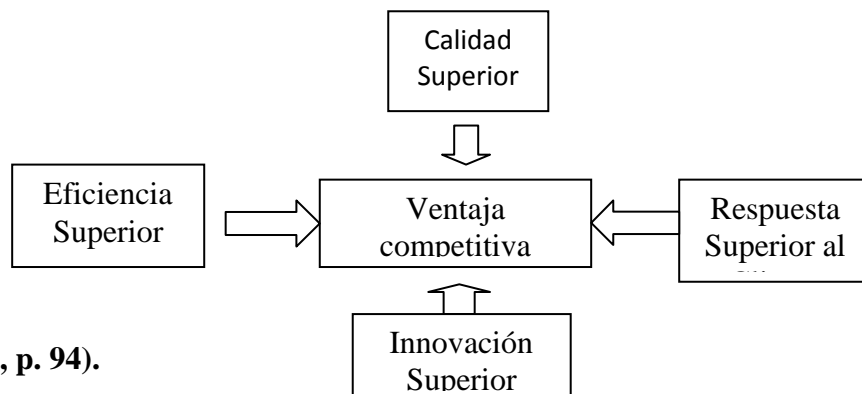 Calidad
Superior
Eficiencia
Superior
Ventaja
competitiva
Respuesta
Superior al
Innovación
Superior
, p. 94).